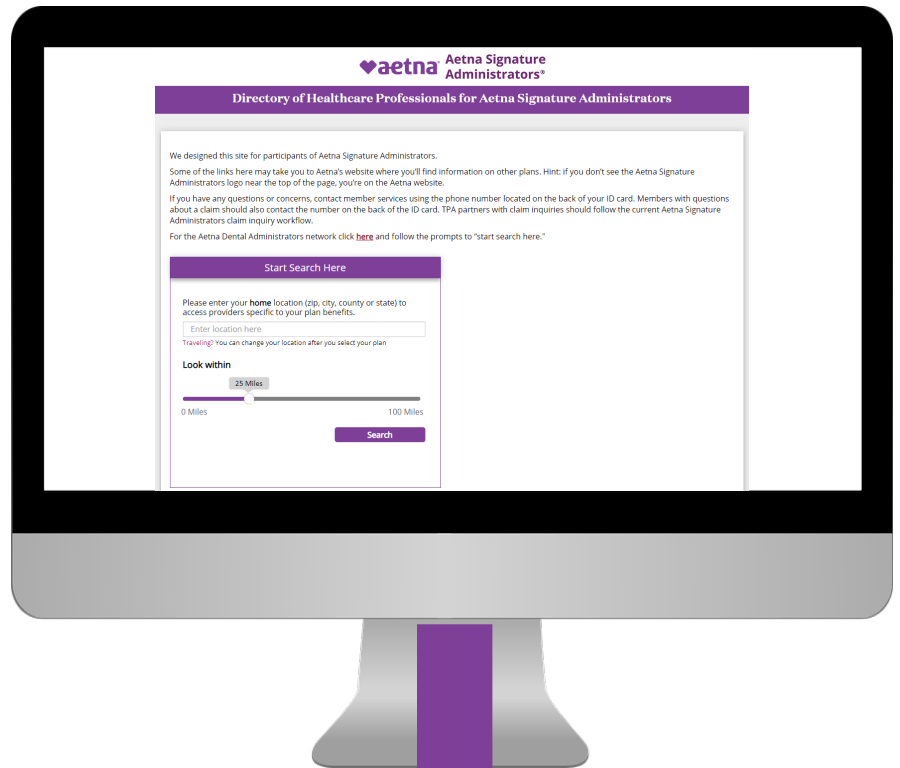 aetna® Aetna Signature
Administrators®
Directory of Healthcare Professionals for Aetna Signature Administrators
We designed this site for participants of Aetna Signature Administrators.
Some of the links here may take you to Aetna's website where you'll find information on other plans. Hint: if you don't see the Aetna Signature
Administrators logo near the top of the page, you're on the Aetna website.
If you have any questions or concerns, contact member services using the phone number located on the back of your ID card. Members with questions
about a claim should also contact the number on the back of the ID card. TPA partners with claim inquiries should follow the current Aetna Signature
Administrators claim inquiry workflow.
For the Aetna Dental Administrators network click here and follow the prompts to "start search here."
Start Search Here
Please enter your home location (zip, city, county or state) to
access providers specific to your plan benefits.
Enter location here
Traveling? You can change your location after you select your plan
Look within
25 Miles
0 Miles 100 Miles
Search